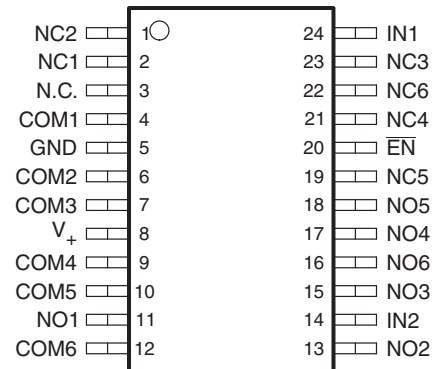 NC2 1 24 IN1
NC1 2 23 NC3
N.C. 3 22 NC6
COM1 4 21 NC4
GND 5 20 EN
COM2 6 19 NC5
COM3 7 18 NO5
V+ 8 17 NO4
COM4 9 16 NO6
COM5 10 15 NO3
NO1 11 14 IN2
COM6 12 13 NO2